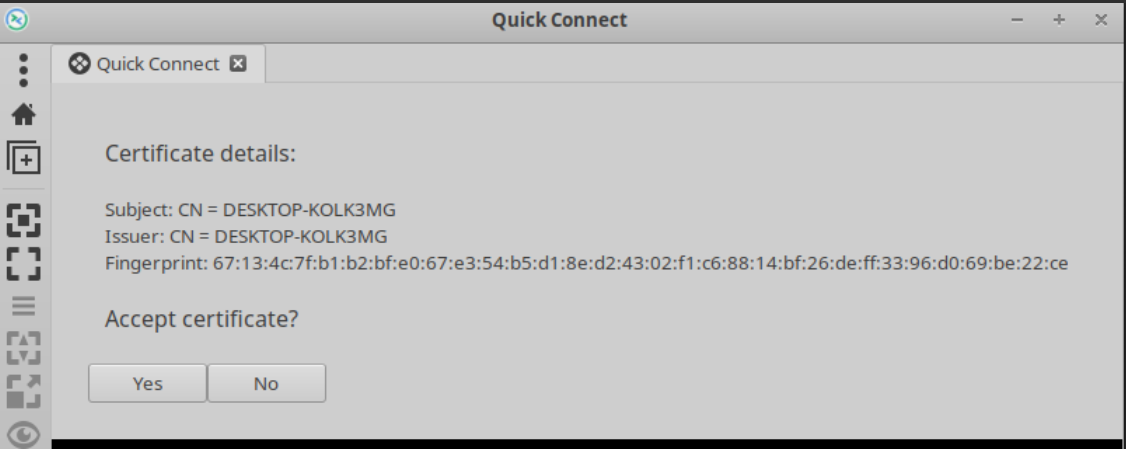 Quick Connect
Quick Connect
Certificate details:
Subject: CN = DESKTOP-KOLK3MG
Issuer: CN = DESKTOP-KOLK3MG
Fingerprint: 67:13:4c:7f:b1:b2:bf:e0:67:e3:54:b5:d1:8e:d2:43:02:f1:c6:88:14:bf:26:de:ff:33:96:d0:69:be:22:ce
Accept certificate?
Yes No